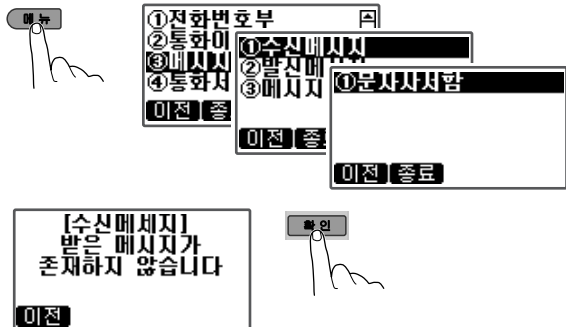 메뉴
①전화번호부
②통화이
③메시지
④통화서
이전 종
①수신메시지
②발신메시
③메시지
이전 종료
①문자사서함
이전 종료
[수신메세지]
받은 메시지가
존재하지 않습니다
이전
확인